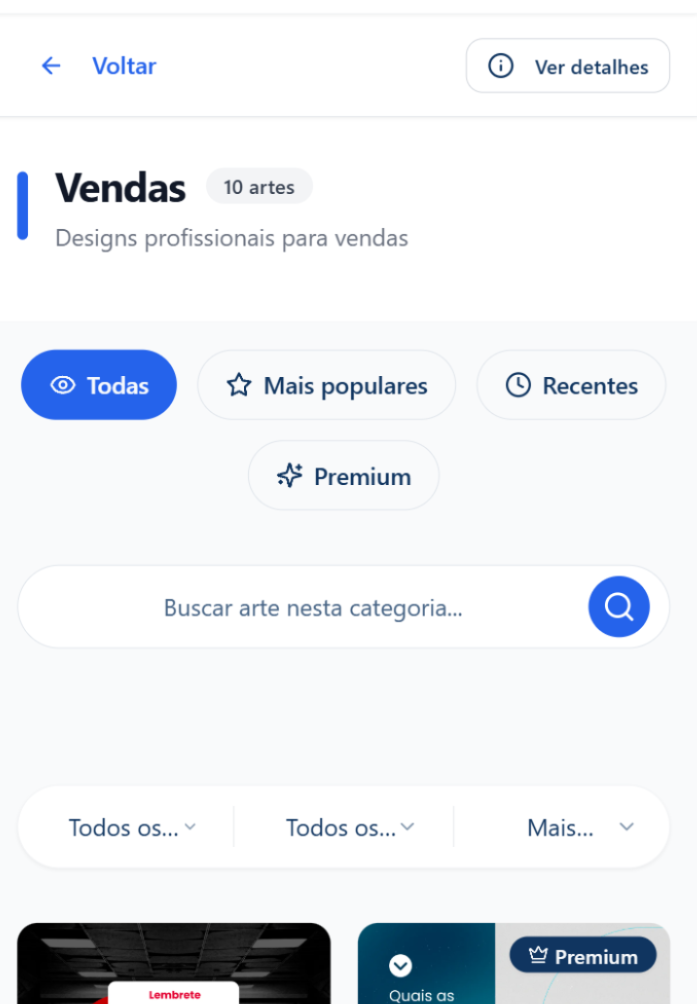 Voltar
Ver detalhes
Vendas
10 artes
Designs profissionais para vendas
Todas
Mais populares
Recentes
Premium
Buscar arte nesta categoria...
Todos os...
Todos os...
Mais...
Lembrete
Premium
Quais as